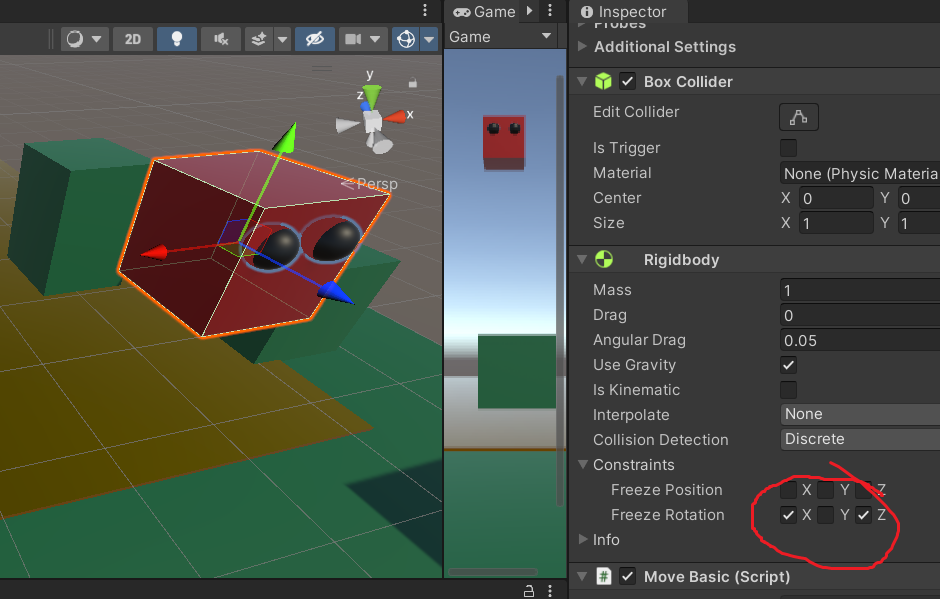 Game
Inspector
2D
Game
Probes
Additional Settings
y
z
x
Persp
Box Collider
Edit Collider
Is Trigger
Material None (Physic Materia
Center X 0 Y 0
Size X 1 Y 1
Rigidbody
Mass 1
Drag 0
Angular Drag 0.05
Use Gravity
Is Kinematic
Interpolate None
Collision Detection Discrete
Constraints
Freeze Position X Y Z
Freeze Rotation X Y Z
Info
# Move Basic (Script)